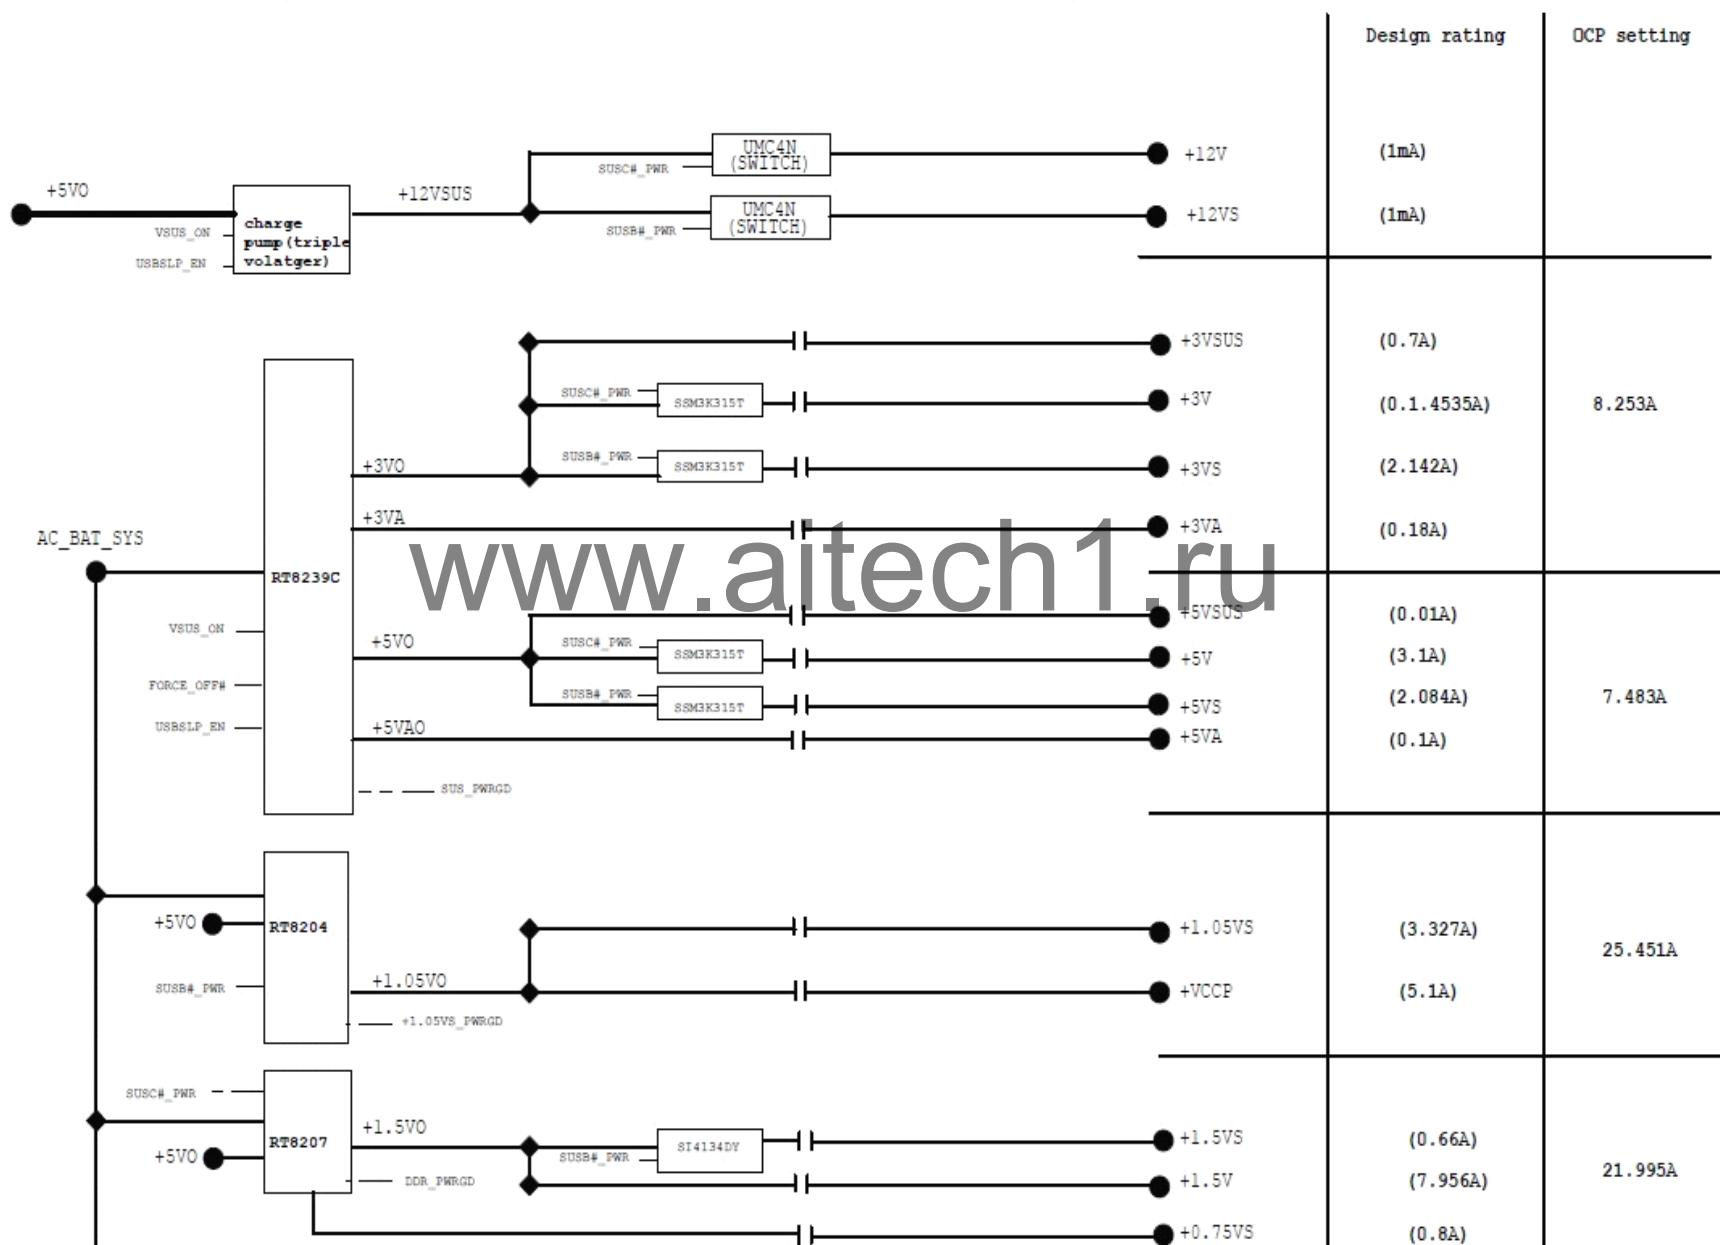 Design rating OCP setting
UMC4N
(SWITCH)
SUSC#_PWR
+12V (1mA)
+5VO
+12VSUS
charge
pump(triple
volatger)
VSUS_ON
USBSLP_EN
UMC4N
(SWITCH)
SUSB#_PWR
+12VS (1mA)
+3VSUS (0.7A)
SUSC#_PWR SSM3K315T +3V (0.1.4535A) 8.253A
SUSB#_PWR SSM3K315T +3VS (2.142A)
+3VO
+3VA +3VA (0.18A)
AC_BAT_SYS
www.aitech1.ru
RT8239C
+5VSUS (0.01A)
VSUS_ON
+5VO SUSC#_PWR SSM3K315T +5V (3.1A)
FORCE_OFF# SUSB#_PWR SSM3K315T +5VS (2.084A) 7.483A
USBSLP_EN +5VAO +5VA (0.1A)
SUS_PWRGD
+5VO RT8204 +1.05VS (3.327A)
25.451A
SUSB#_PWR +1.05VO +VCCP (5.1A)
+1.05VS_PWRGD
SUSC#_PWR
+1.5VO
RT8207 SI4134DY +1.5VS (0.66A)
+5VO SUSB#_PWR 21.995A
DDR_PWRGD +1.5V (7.956A)
+0.75VS (0.8A)